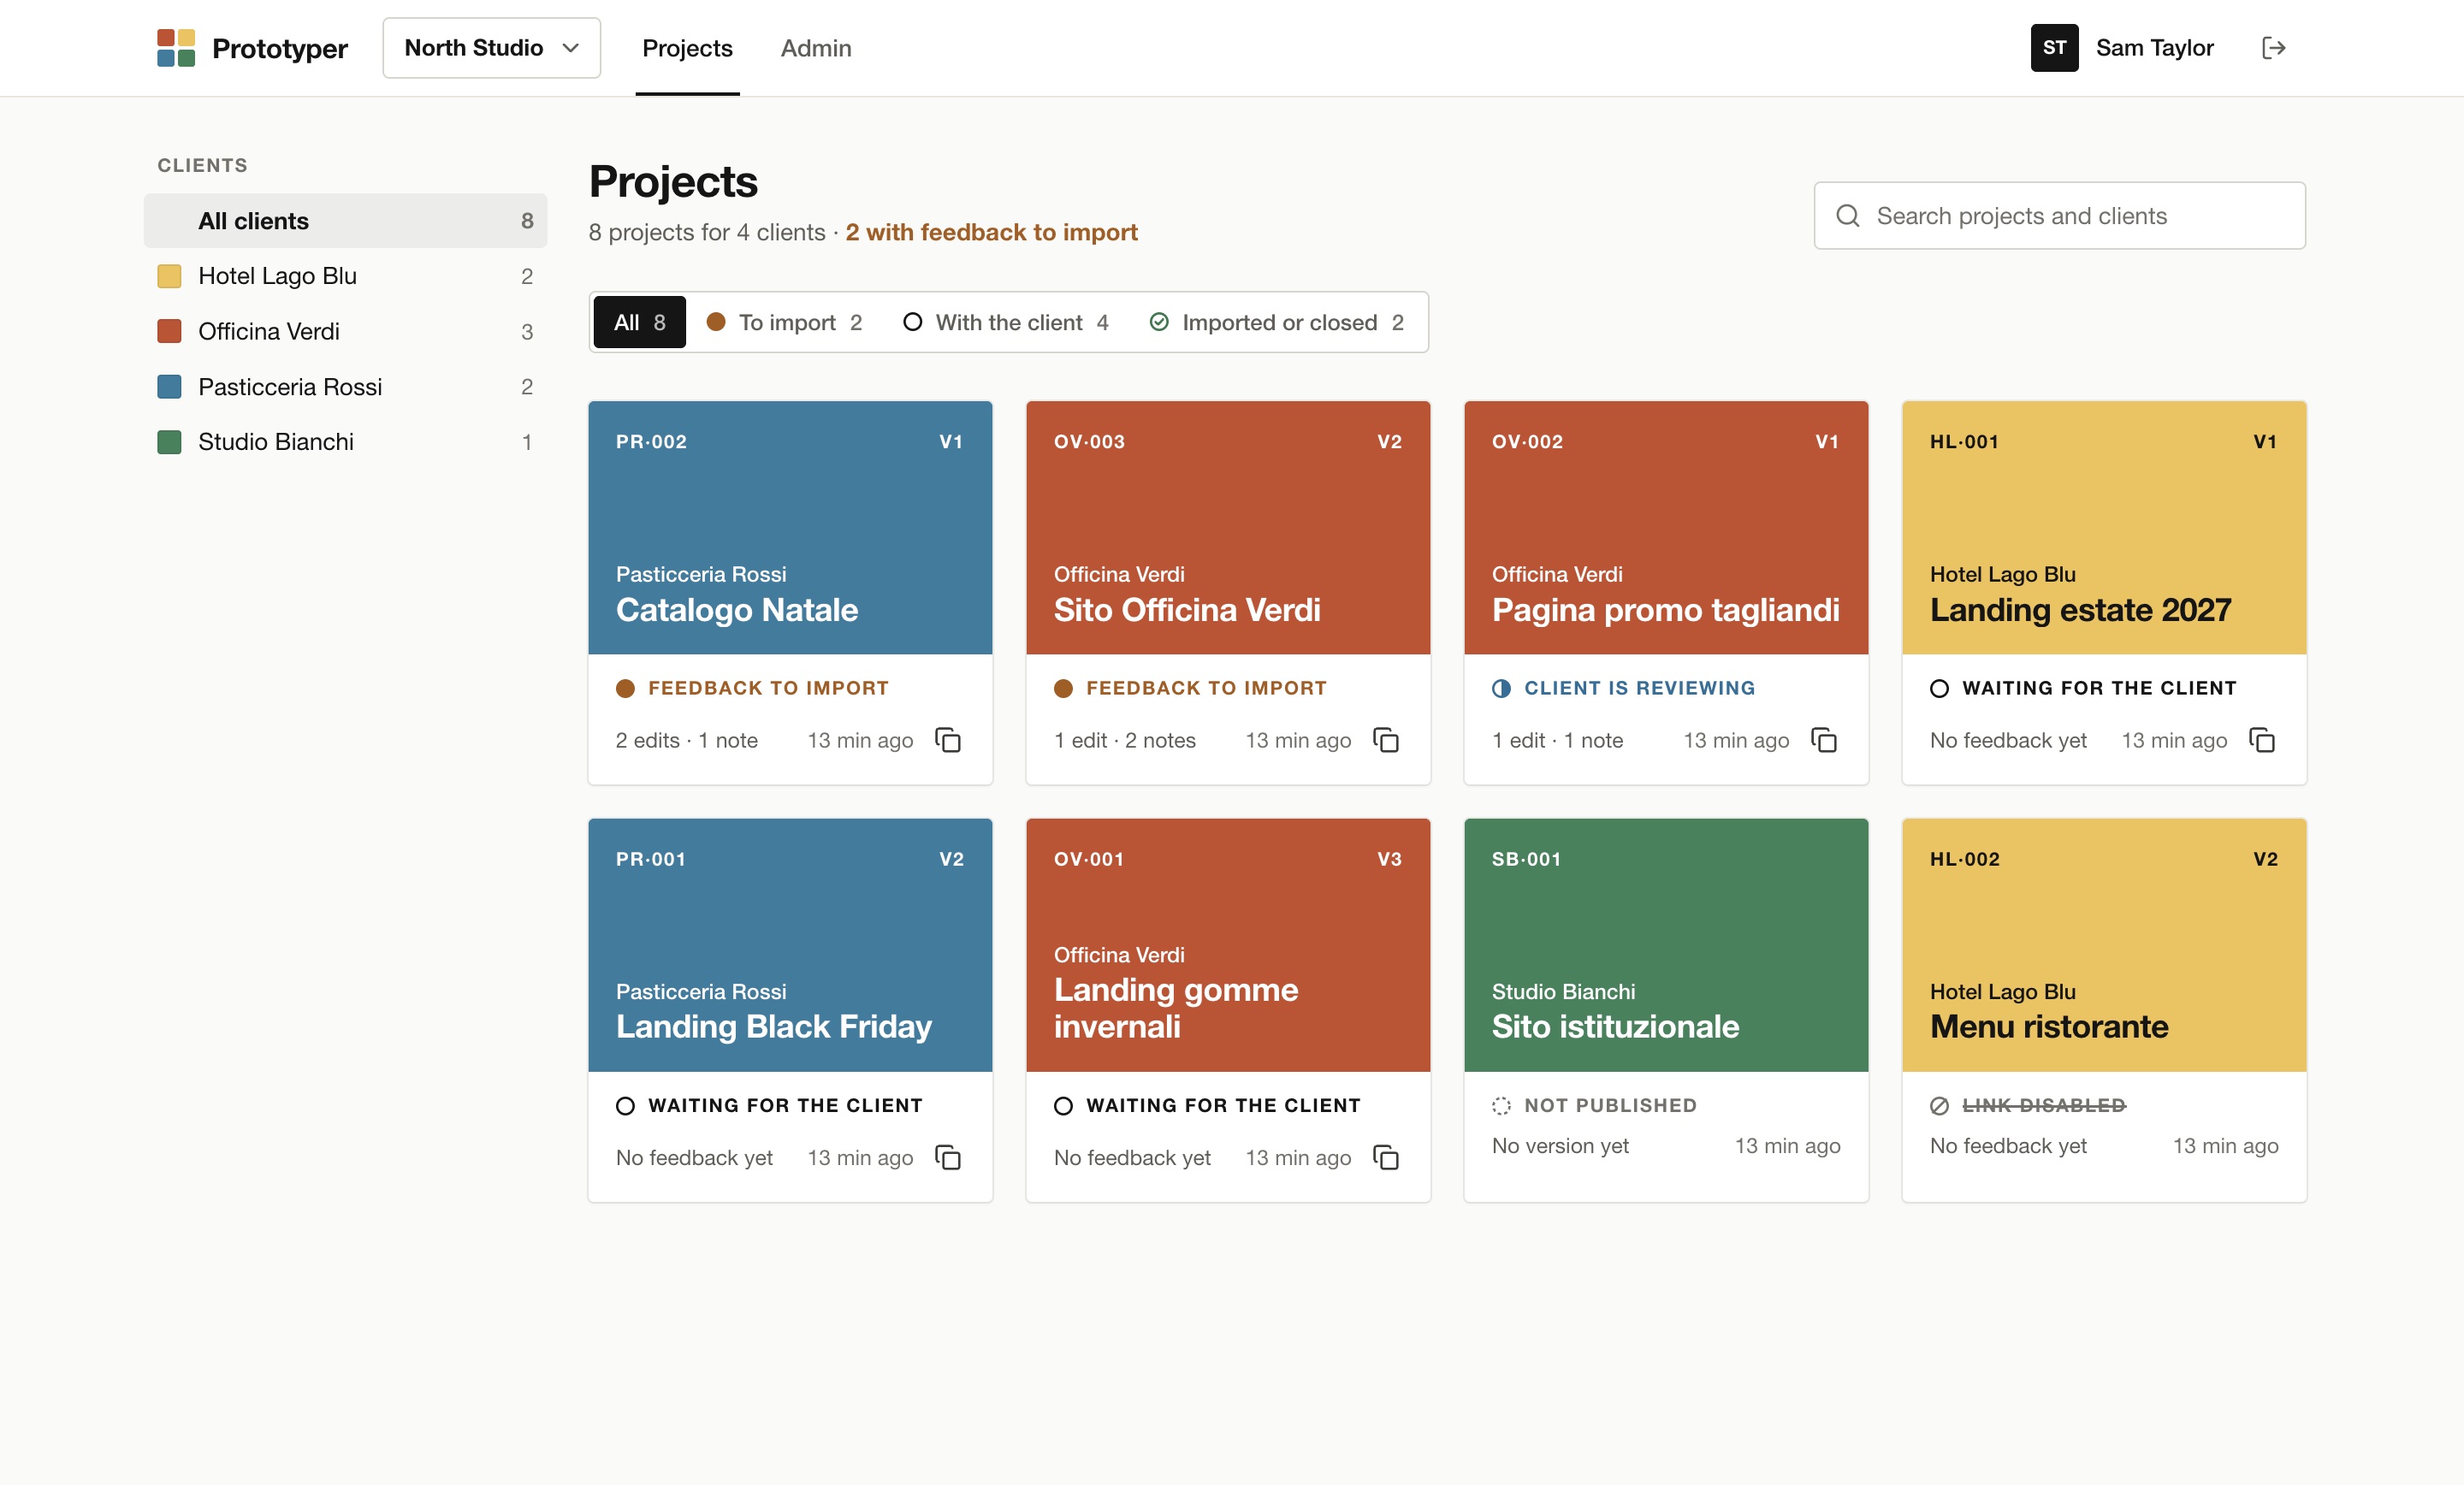 Prototyper
North Studio
Projects
Admin
ST
Sam Taylor
CLIENTS
All clients 8
Hotel Lago Blu 2
Officina Verdi 3
Pasticceria Rossi 2
Studio Bianchi 1
Projects
8 projects for 4 clients · 2 with feedback to import
Search projects and clients
All 8
To import 2
With the client 4
Imported or closed 2
PR·002 V1
Pasticceria Rossi
Catalogo Natale
FEEDBACK TO IMPORT
2 edits · 1 note 13 min ago
OV·003 V2
Officina Verdi
Sito Officina Verdi
FEEDBACK TO IMPORT
1 edit · 2 notes 13 min ago
OV·002 V1
Officina Verdi
Pagina promo tagliandi
CLIENT IS REVIEWING
1 edit · 1 note 13 min ago
HL·001 V1
Hotel Lago Blu
Landing estate 2027
WAITING FOR THE CLIENT
No feedback yet 13 min ago
PR·001 V2
Pasticceria Rossi
Landing Black Friday
WAITING FOR THE CLIENT
No feedback yet 13 min ago
OV·001 V3
Officina Verdi
Landing gomme
invernali
WAITING FOR THE CLIENT
No feedback yet 13 min ago
SB·001
Studio Bianchi
Sito istituzionale
NOT PUBLISHED
No version yet 13 min ago
HL·002 V2
Hotel Lago Blu
Menu ristorante
LINK DISABLED
No feedback yet 13 min ago